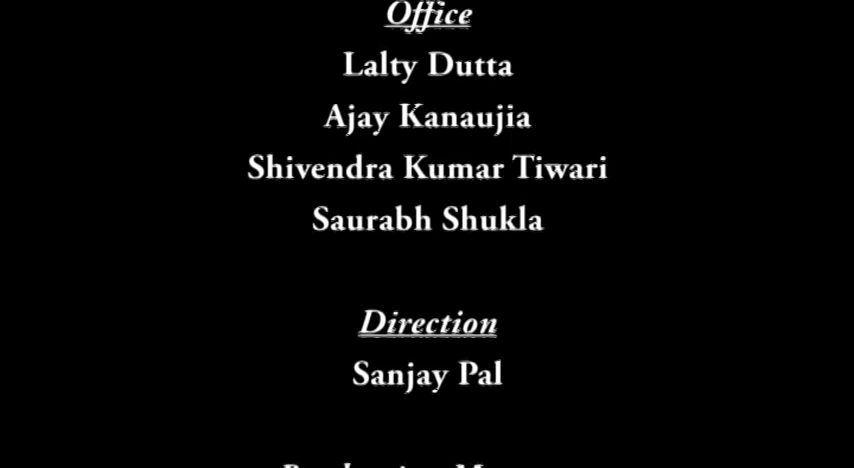 Office
Lalty Dutta
Ajay Kanaujia
Shivendra Kumar Tiwari
Saurabh Shukla
Direction
Sanjay Pal